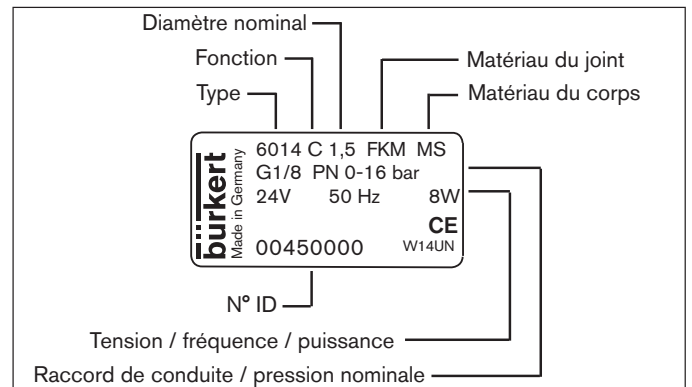 Diamètre nominal
Fonction
Type
Matériau du joint
Matériau du corps
bürkert
Made in Germany
6014 C 1,5 FKM MS
G1/8 PN 0-16 bar
24V 50 Hz 8W
CE
00450000 W14UN
N° ID
Tension / fréquence / puissance
Raccord de conduite / pression nominale